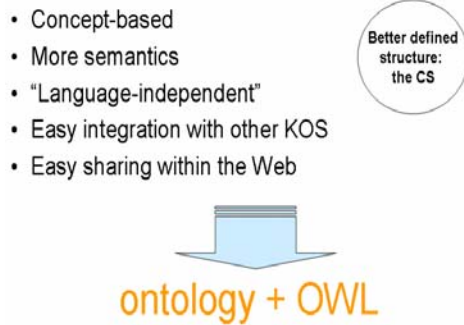 • Concept-based
• More semantics
• "Language-independent"
• Easy integration with other KOS
• Easy sharing within the Web
Better defined
structure:
the CS
ontology + OWL